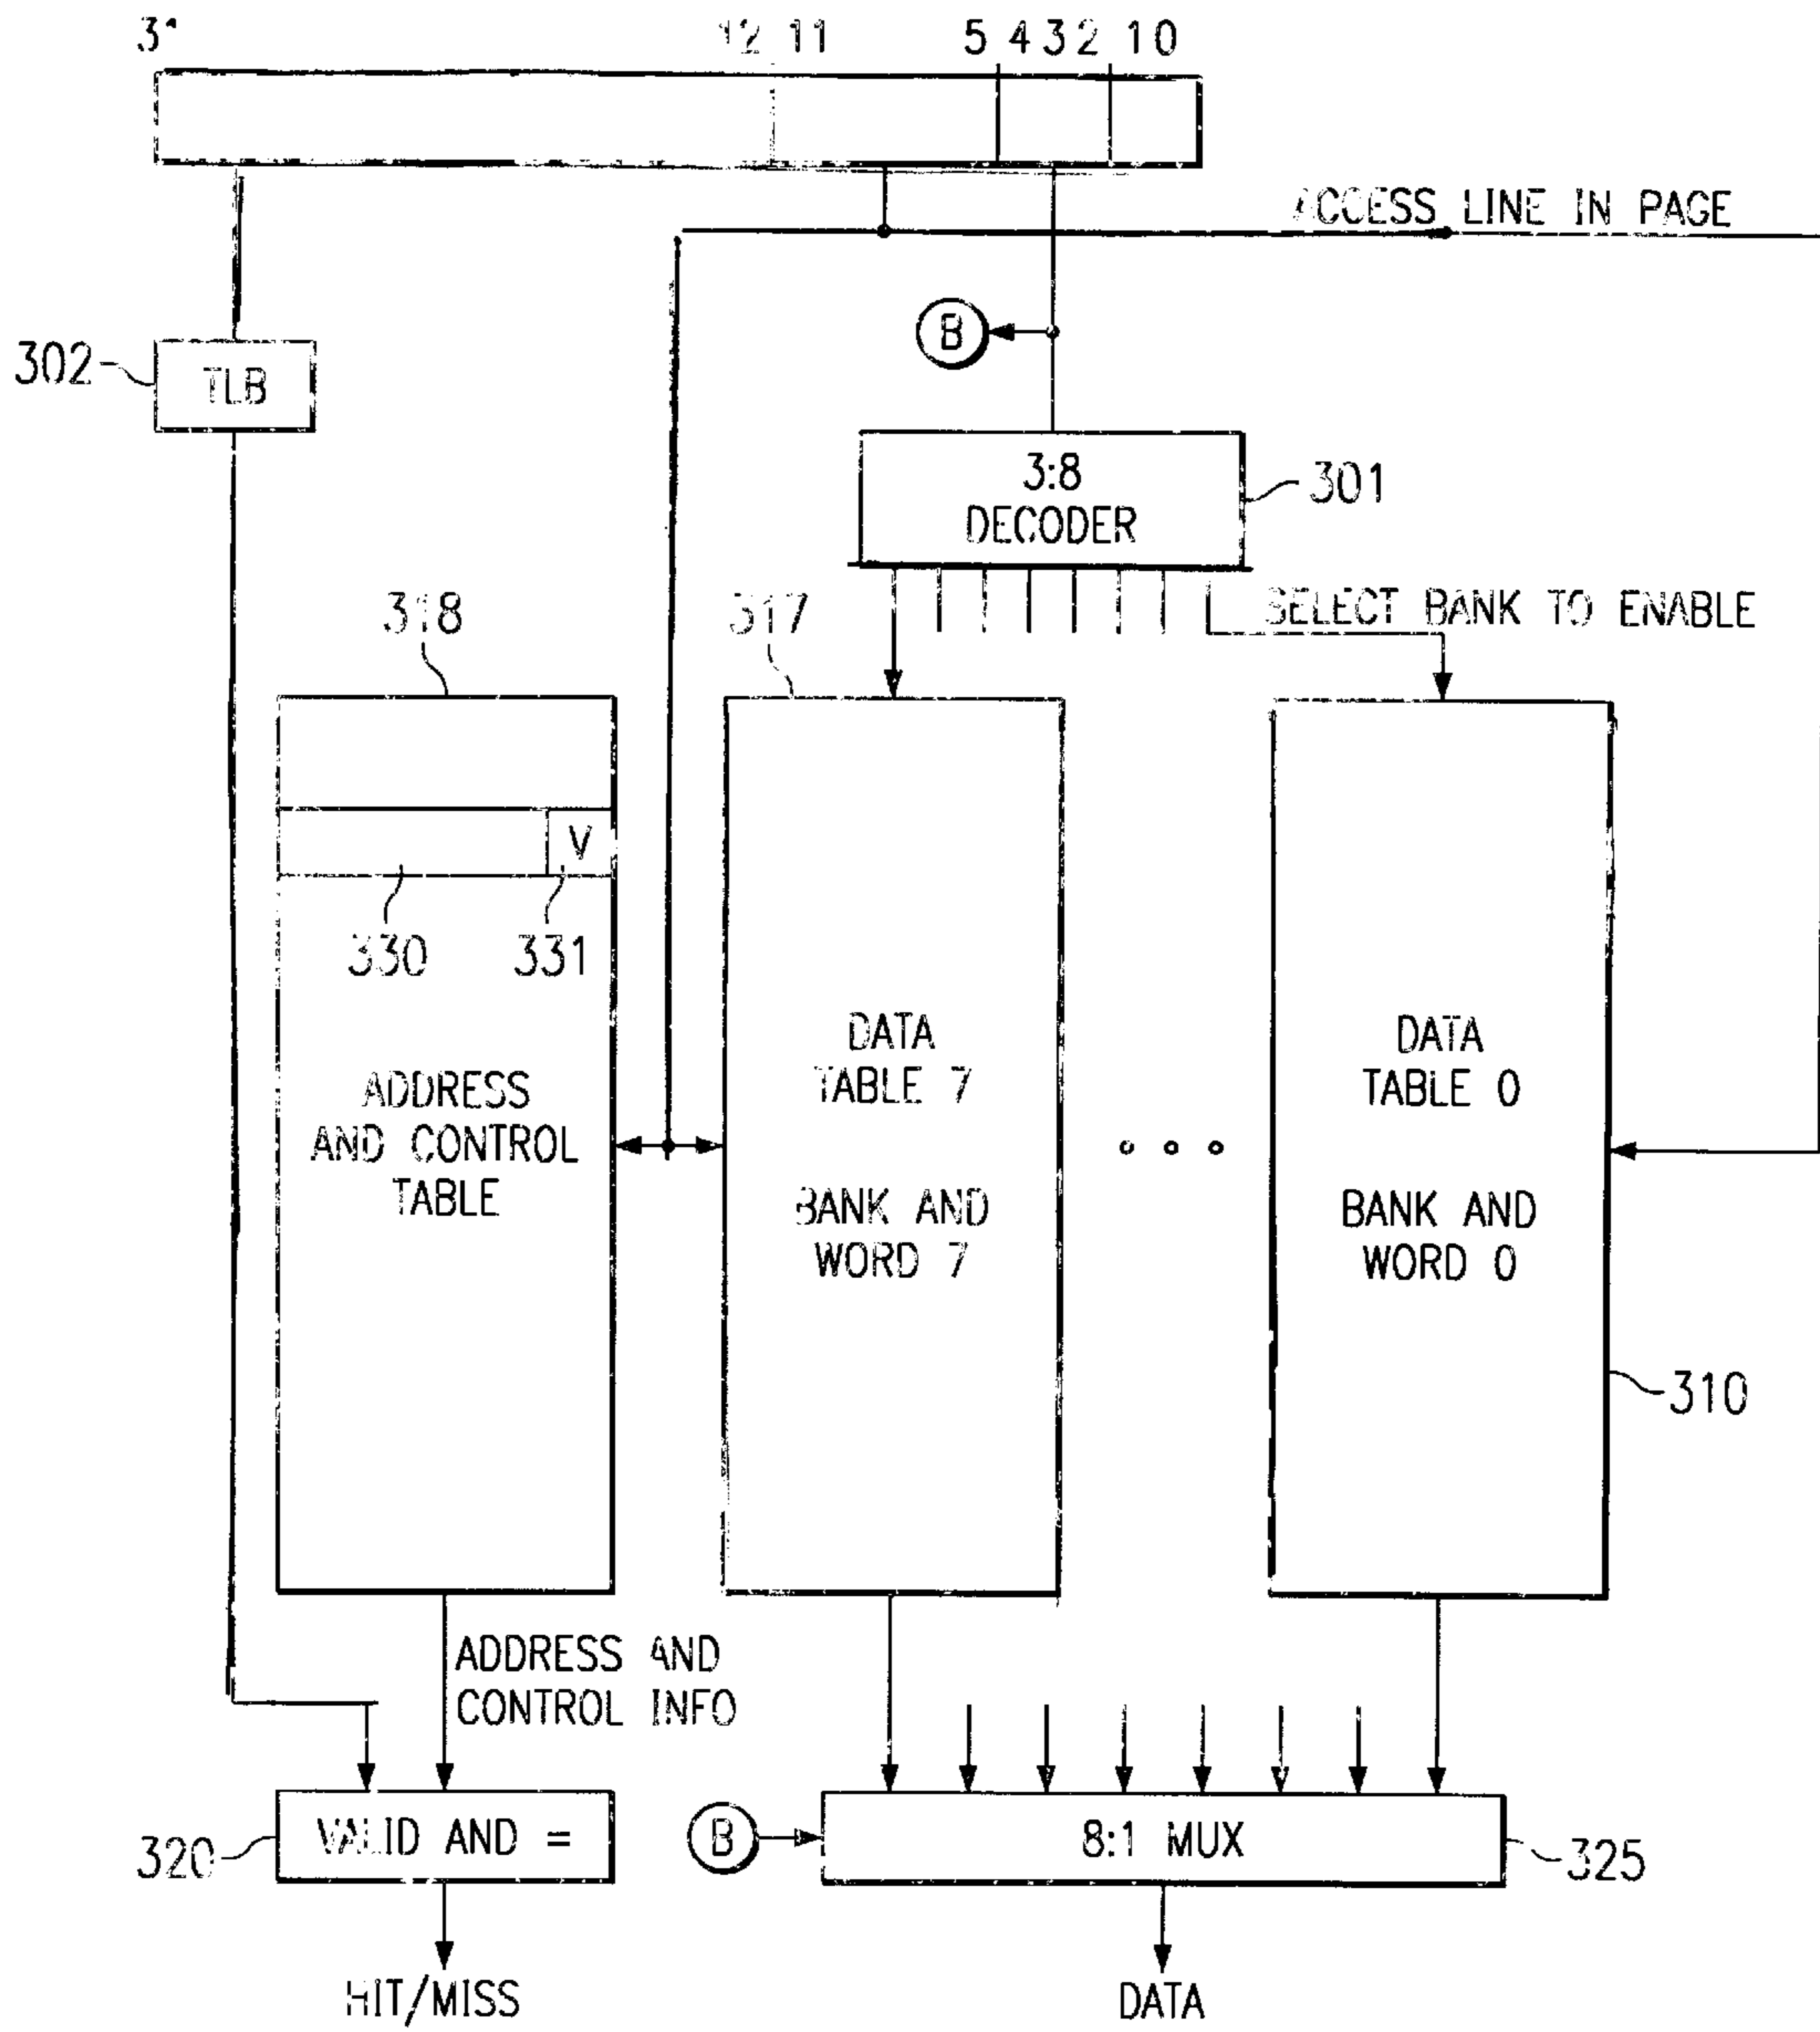 31 12 11 5 4 3 2 1 0
ACCESS LINE IN PAGE
B
302
TLB
3:8
DECODER
301
318
317
SELECT BANK TO ENABLE
V
330
331
ADDRESS
AND CONTROL
TABLE
DATA
TABLE 7
BANK AND
WORD 7
DATA
TABLE 0
BANK AND
WORD 0
310
ADDRESS AND
CONTROL INFO
320
VALID AND =
B
8:1 MUX
325
HIT/MISS
DATA